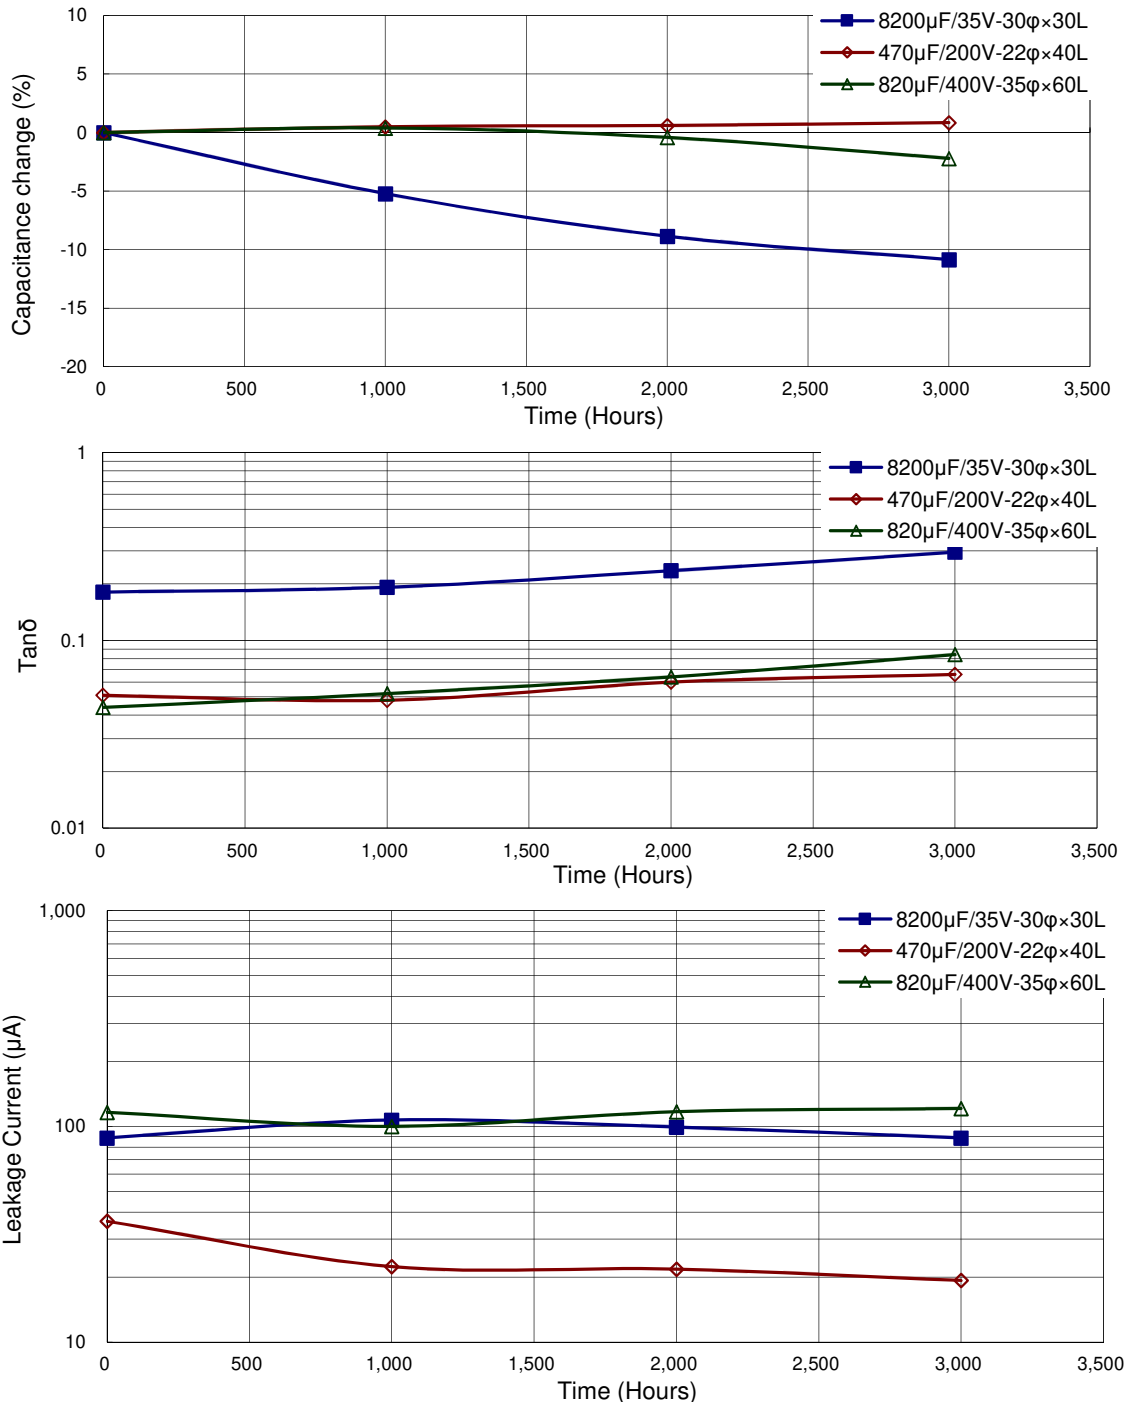 10
8200µF/35V-30φ×30L
470µF/200V-22φ×40L
820µF/400V-35φ×60L
5
0
-5
-10
-15
-20
Capacitance change (%)
0 500 1,000 1,500 2,000 2,500 3,000 3,500
Time (Hours)
1
8200µF/35V-30φ×30L
470µF/200V-22φ×40L
820µF/400V-35φ×60L
0.1
0.01
Tanδ
0 500 1,000 1,500 2,000 2,500 3,000 3,500
Time (Hours)
1,000
8200µF/35V-30φ×30L
470µF/200V-22φ×40L
820µF/400V-35φ×60L
100
10
Leakage Current (µA)
0 500 1,000 1,500 2,000 2,500 3,000 3,500
Time (Hours)